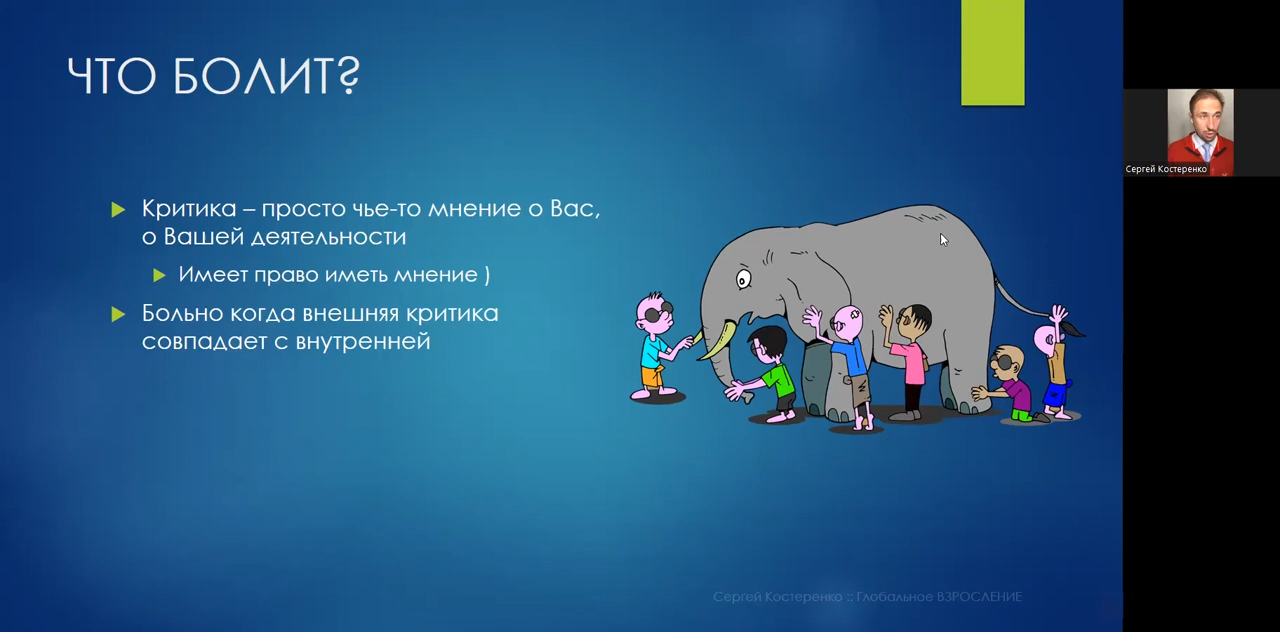 ЧТО БОЛИТ?
Критика – просто чье-то мнение о Вас,
о Вашей деятельности
Имеет право иметь мнение )
Больно когда внешняя критика
совпадает с внутренней
Сергей Костеренко
Сергей Костеренко :: Глобальное ВЗРОСЛЕНИЕ